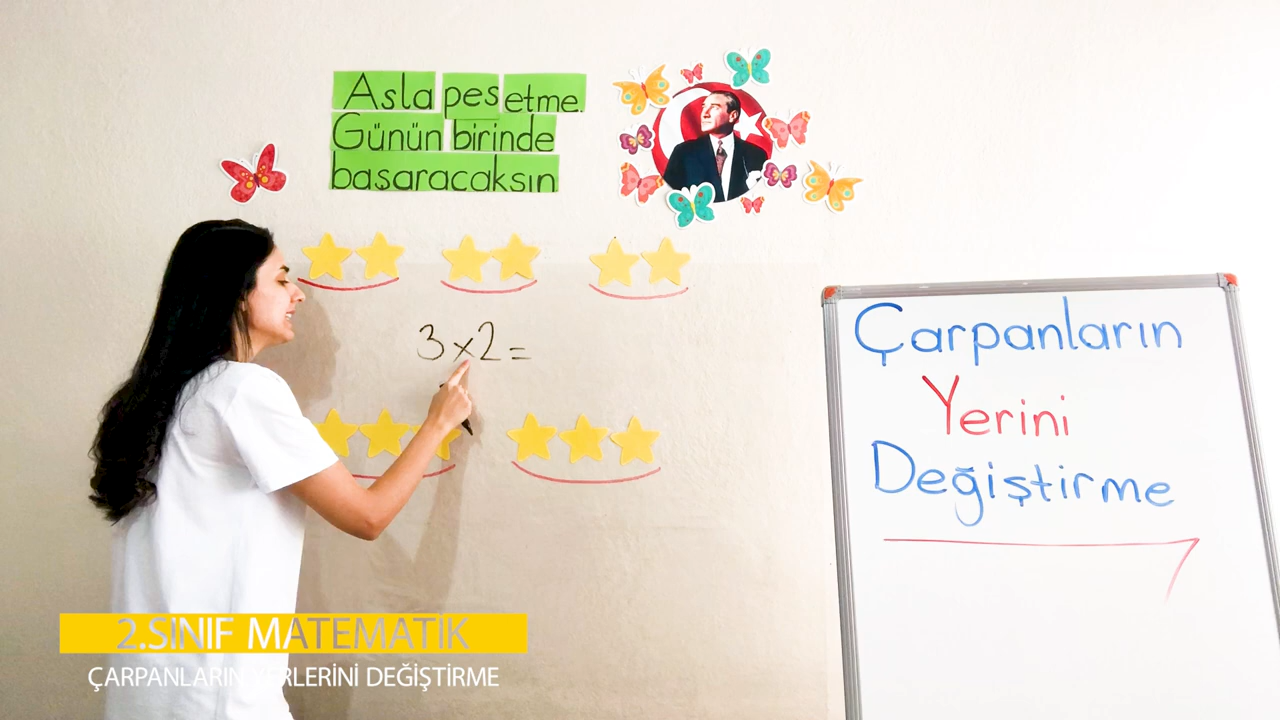 Asla pes etme.
Günün birinde
başaracaksın
3x2=
Çarpanların
Yerini
Değiştirme
2.SINIF MATEMATİK
ÇARPANLARIN YERLERİNİ DEĞİŞTİRME